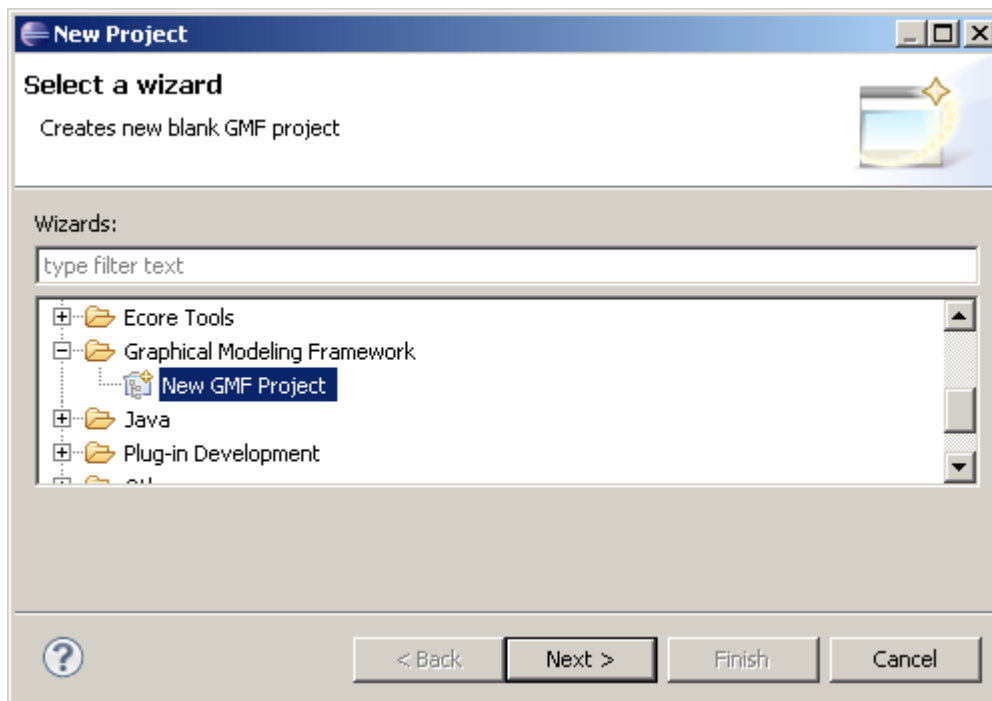 New Project
Select a wizard
Creates new blank GMF project
Wizards:
type filter text
Ecore Tools
Graphical Modeling Framework
New GMF Project
Java
Plug-in Development
< Back Next > Finish Cancel